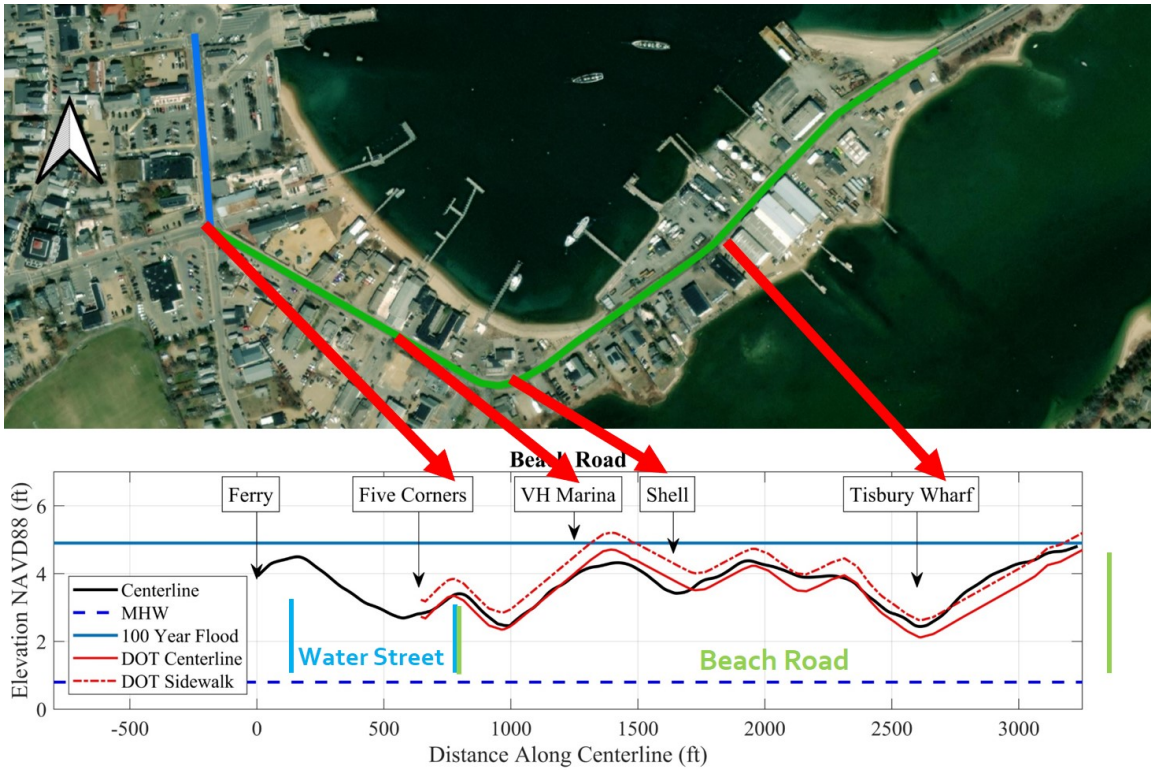 Beach Road
Ferry
Five Corners
VH Marina
Shell
Tisbury Wharf
Elevation NAVD88 (ft)
6
4
2
0
Centerline
MHW
100 Year Flood
DOT Centerline
DOT Sidewalk
Water Street
Beach Road
-500
0
500
1000
1500
2000
2500
3000
Distance Along Centerline (ft)